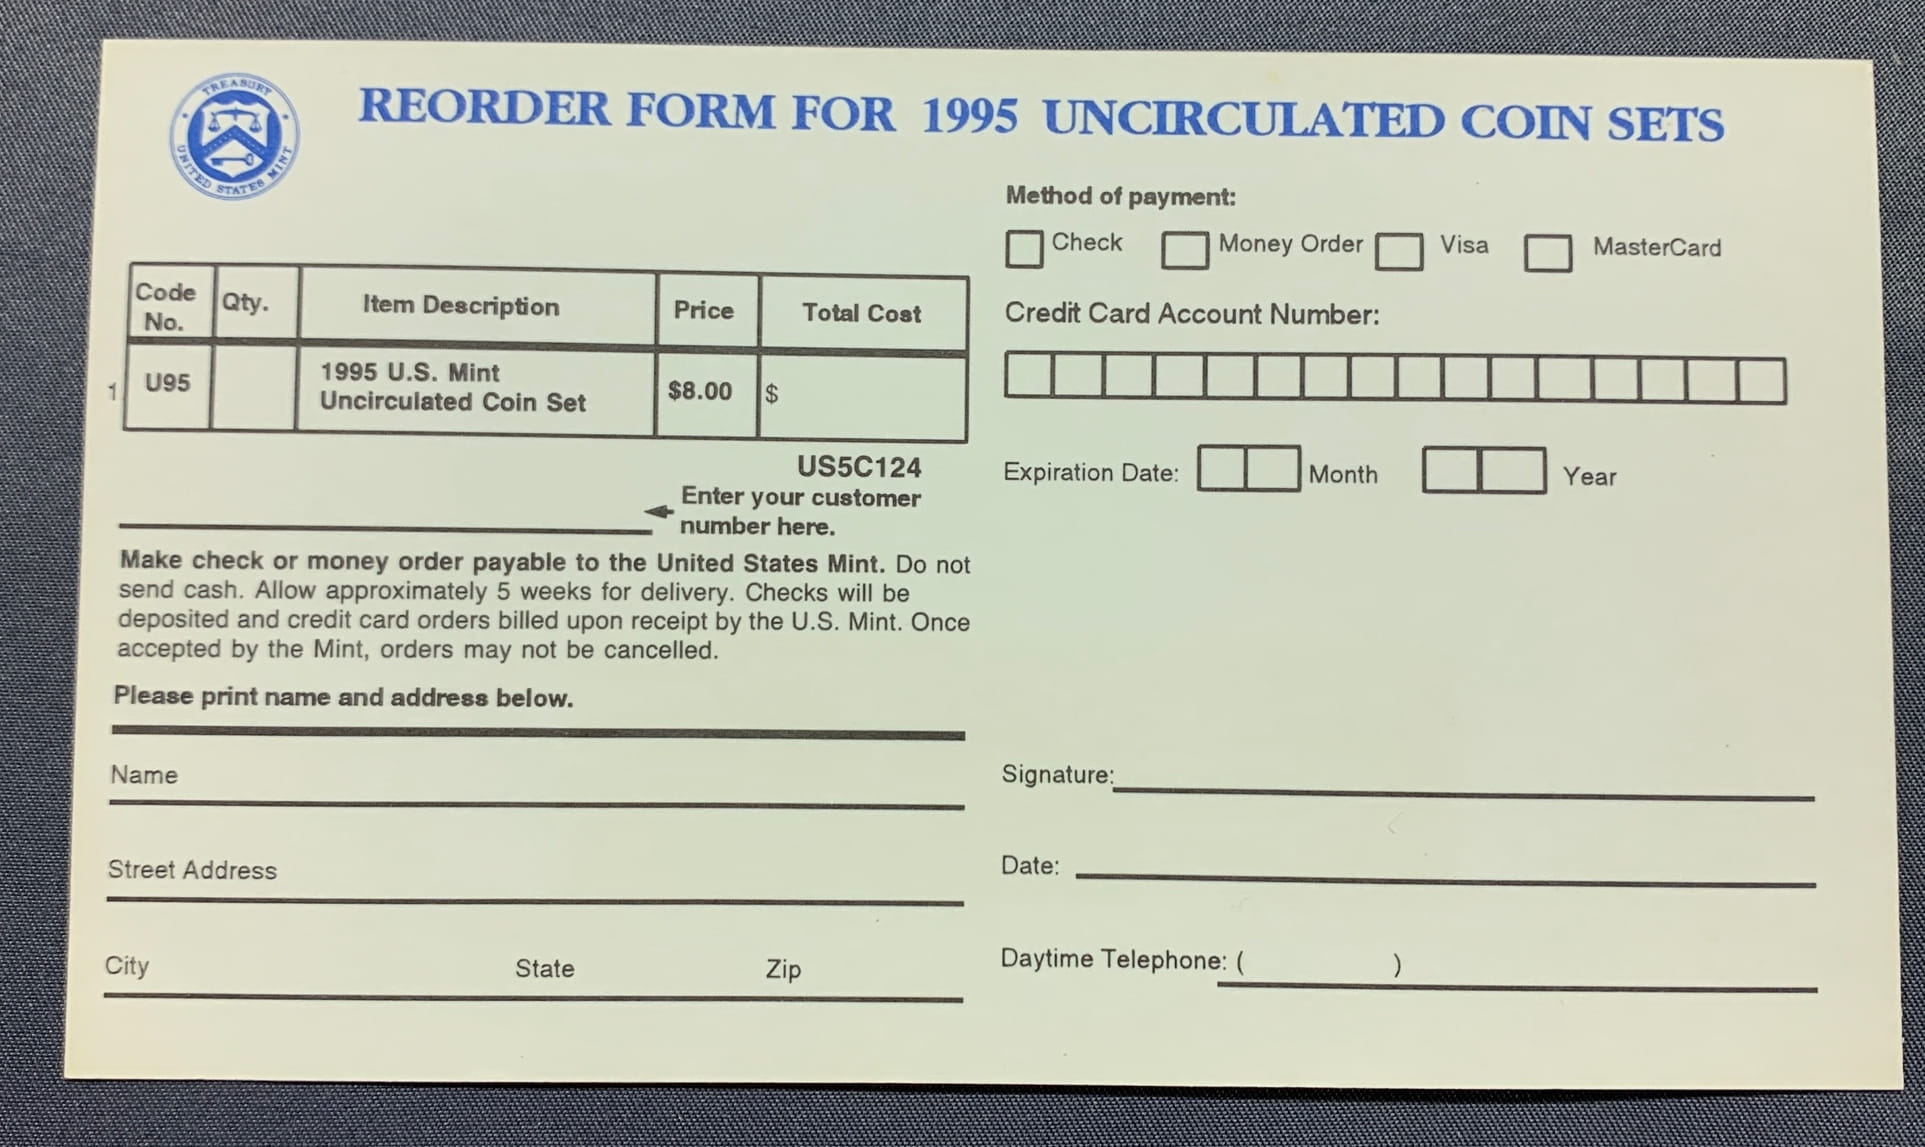 TREASURY
UNITED STATES MINT
REORDER FORM FOR 1995 UNCIRCULATED COIN SETS
Code No. Qty. Item Description Price Total Cost
1 U95 1995 U.S. Mint Uncirculated Coin Set $8.00 $
US5C124
Enter your customer
number here.
Make check or money order payable to the United States Mint. Do not
send cash. Allow approximately 5 weeks for delivery. Checks will be
deposited and credit card orders billed upon receipt by the U.S. Mint. Once
accepted by the Mint, orders may not be cancelled.
Please print name and address below.
Name
Street Address
City State Zip
Method of payment:
Check Money Order Visa MasterCard
Credit Card Account Number:
Expiration Date: Month Year
Signature:
Date:
Daytime Telephone: ( )